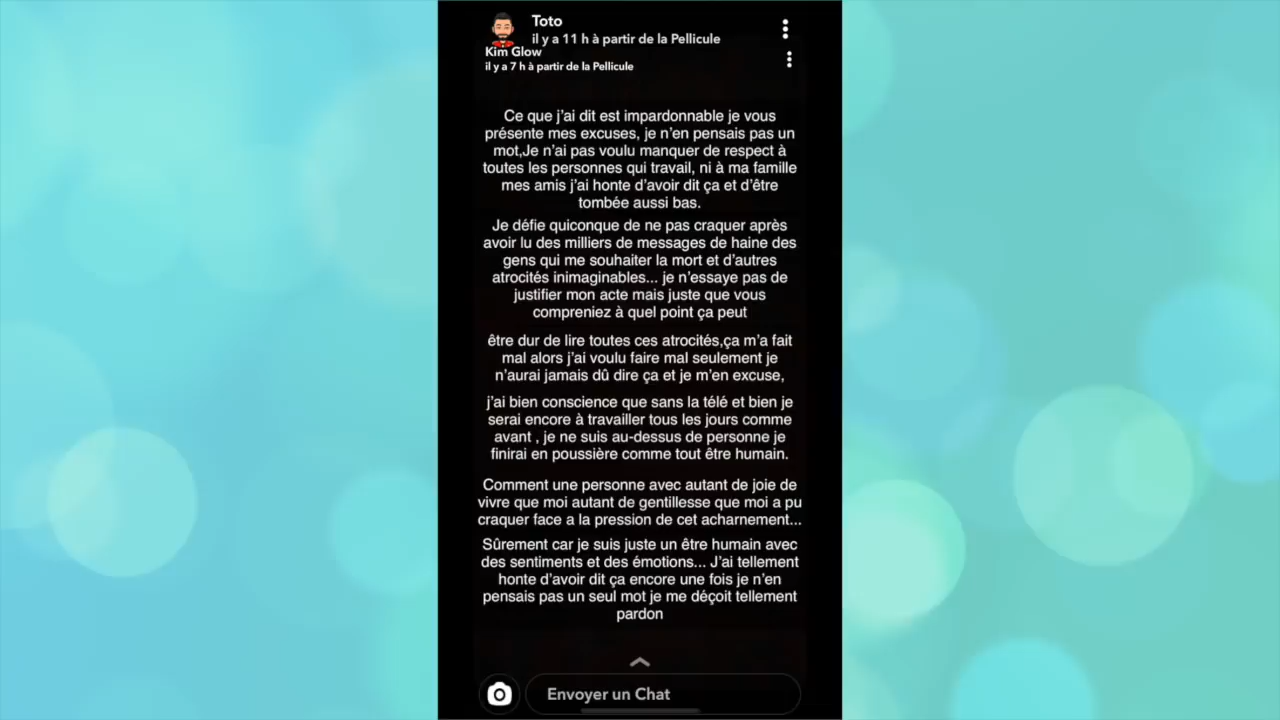 Toto
il y a 11 h à partir de la Pellicule
Kim Glow
il y a 7 h à partir de la Pellicule
Ce que j'ai dit est impardonnable je vous
présente mes excuses, je n'en pensais pas un
mot,Je n'ai pas voulu manquer de respect à
toutes les personnes qui travail, ni à ma famille
mes amis j'ai honte d'avoir dit ça et d'être
tombée aussi bas.
Je défie quiconque de ne pas craquer après
avoir lu des milliers de messages de haine des
gens qui me souhaiter la mort et d'autres
atrocités inimaginables... je n'essaye pas de
justifier mon acte mais juste que vous
compreniez à quel point ça peut
être dur de lire toutes ces atrocités,ça m'a fait
mal alors j'ai voulu faire mal seulement je
n'aurai jamais dû dire ça et je m'en excuse,
j'ai bien conscience que sans la télé et bien je
serai encore à travailler tous les jours comme
avant , je ne suis au-dessus de personne je
finirai en poussière comme tout être humain.
Comment une personne avec autant de joie de
vivre que moi autant de gentillesse que moi a pu
craquer face a la pression de cet acharnement...
Sûrement car je suis juste un être humain avec
des sentiments et des émotions... J'ai tellement
honte d'avoir dit ça encore une fois je n'en
pensais pas un seul mot je me déçoit tellement
pardon
Envoyer un Chat